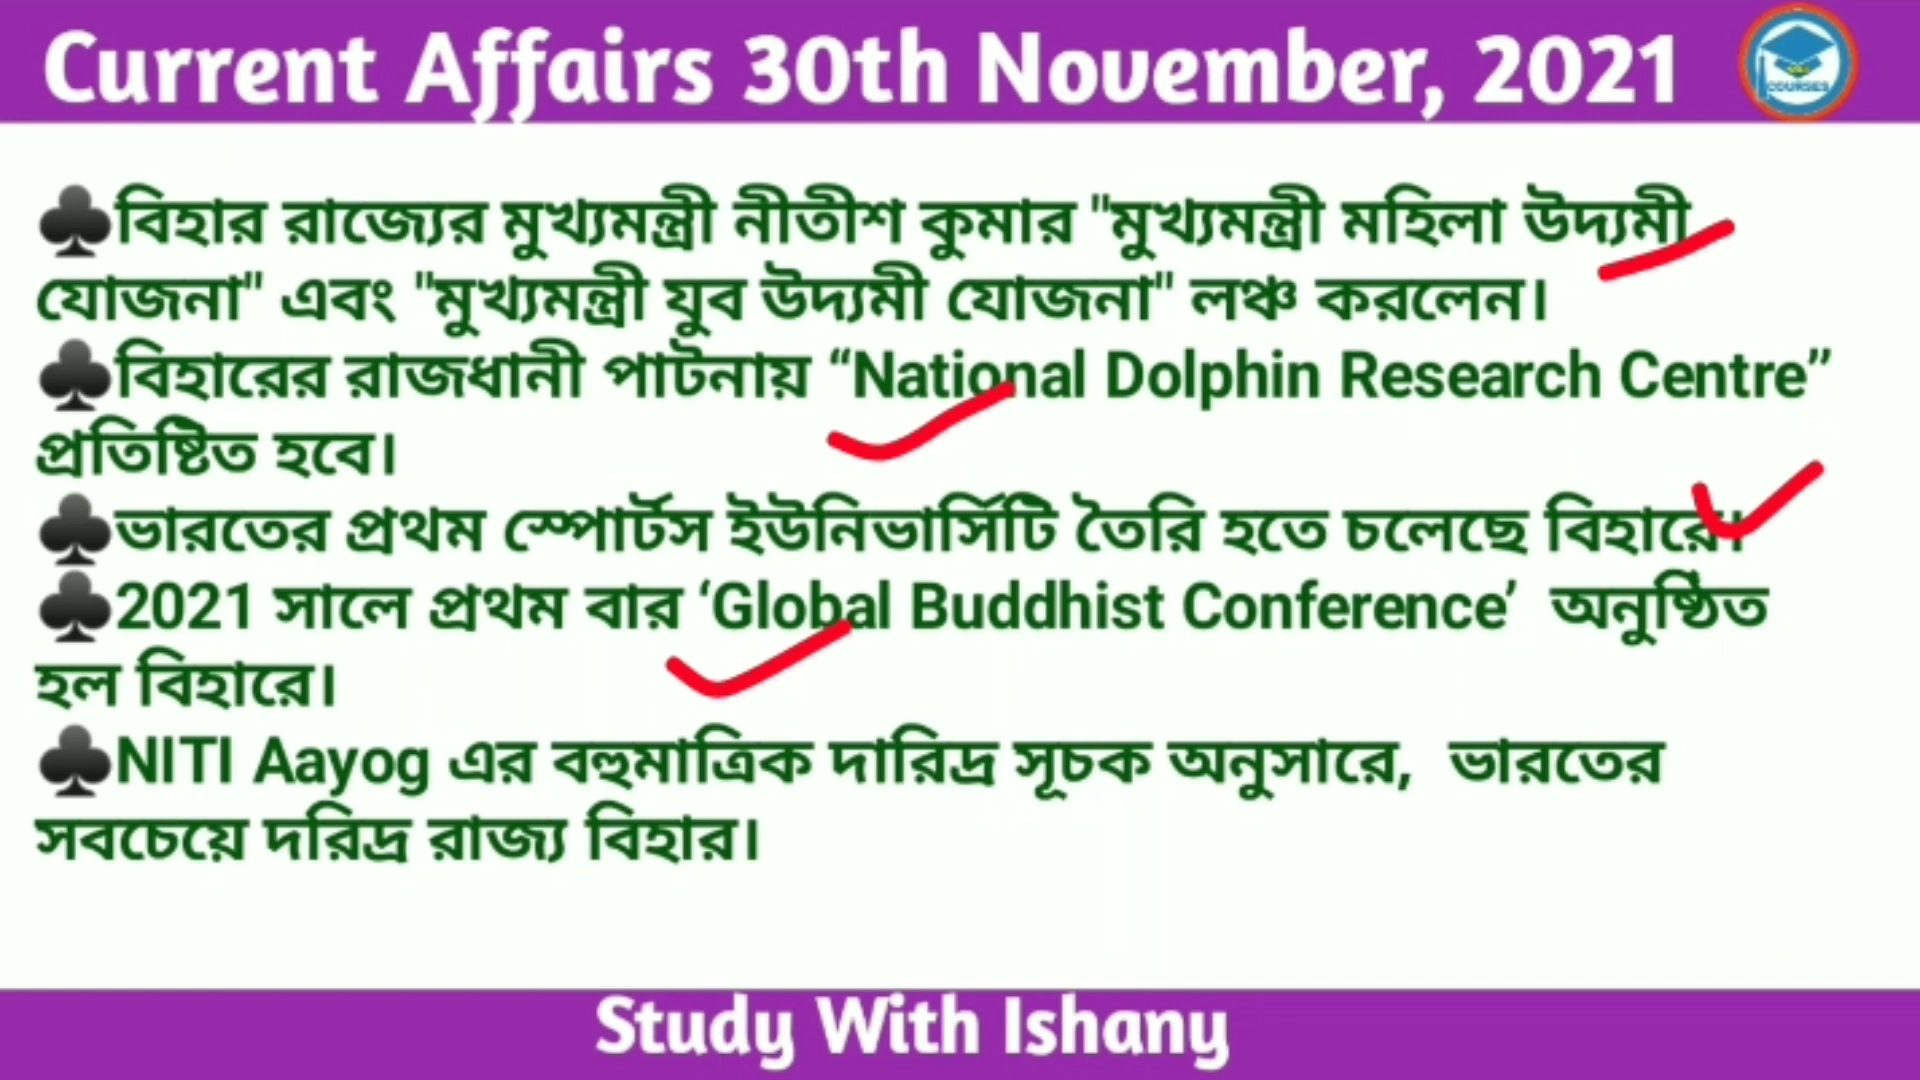 Current Affairs 30th November, 2021
COURSES
♣বিহার রাজ্যের মুখ্যমন্ত্রী নীতীশ কুমার "মুখ্যমন্ত্রী মহিলা উদ্যমী
যোজনা" এবং "মুখ্যমন্ত্রী যুব উদ্যমী যোজনা" লঞ্চ করলেন।
♣বিহারের রাজধানী পাটনায় “National Dolphin Research Centre”
প্রতিষ্টিত হবে।
♣ভারতের প্রথম স্পোর্টস ইউনিভার্সিটি তৈরি হতে চলেছে বিহারে।
♣2021 সালে প্রথম বার ‘Global Buddhist Conference’ অনুষ্ঠিত
হল বিহারে।
♣NITI Aayog এর বহুমাত্রিক দারিদ্র সূচক অনুসারে, ভারতের
সবচেয়ে দরিদ্র রাজ্য বিহার।
Study With Ishany